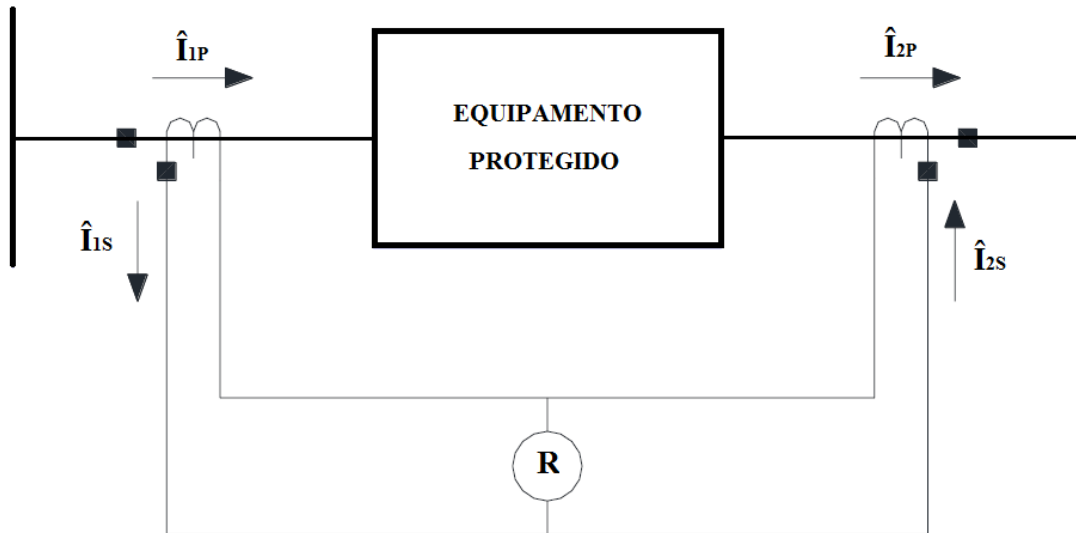 Î1P
Î2P
EQUIPAMENTO
PROTEGIDO
Î1S
Î2S
R